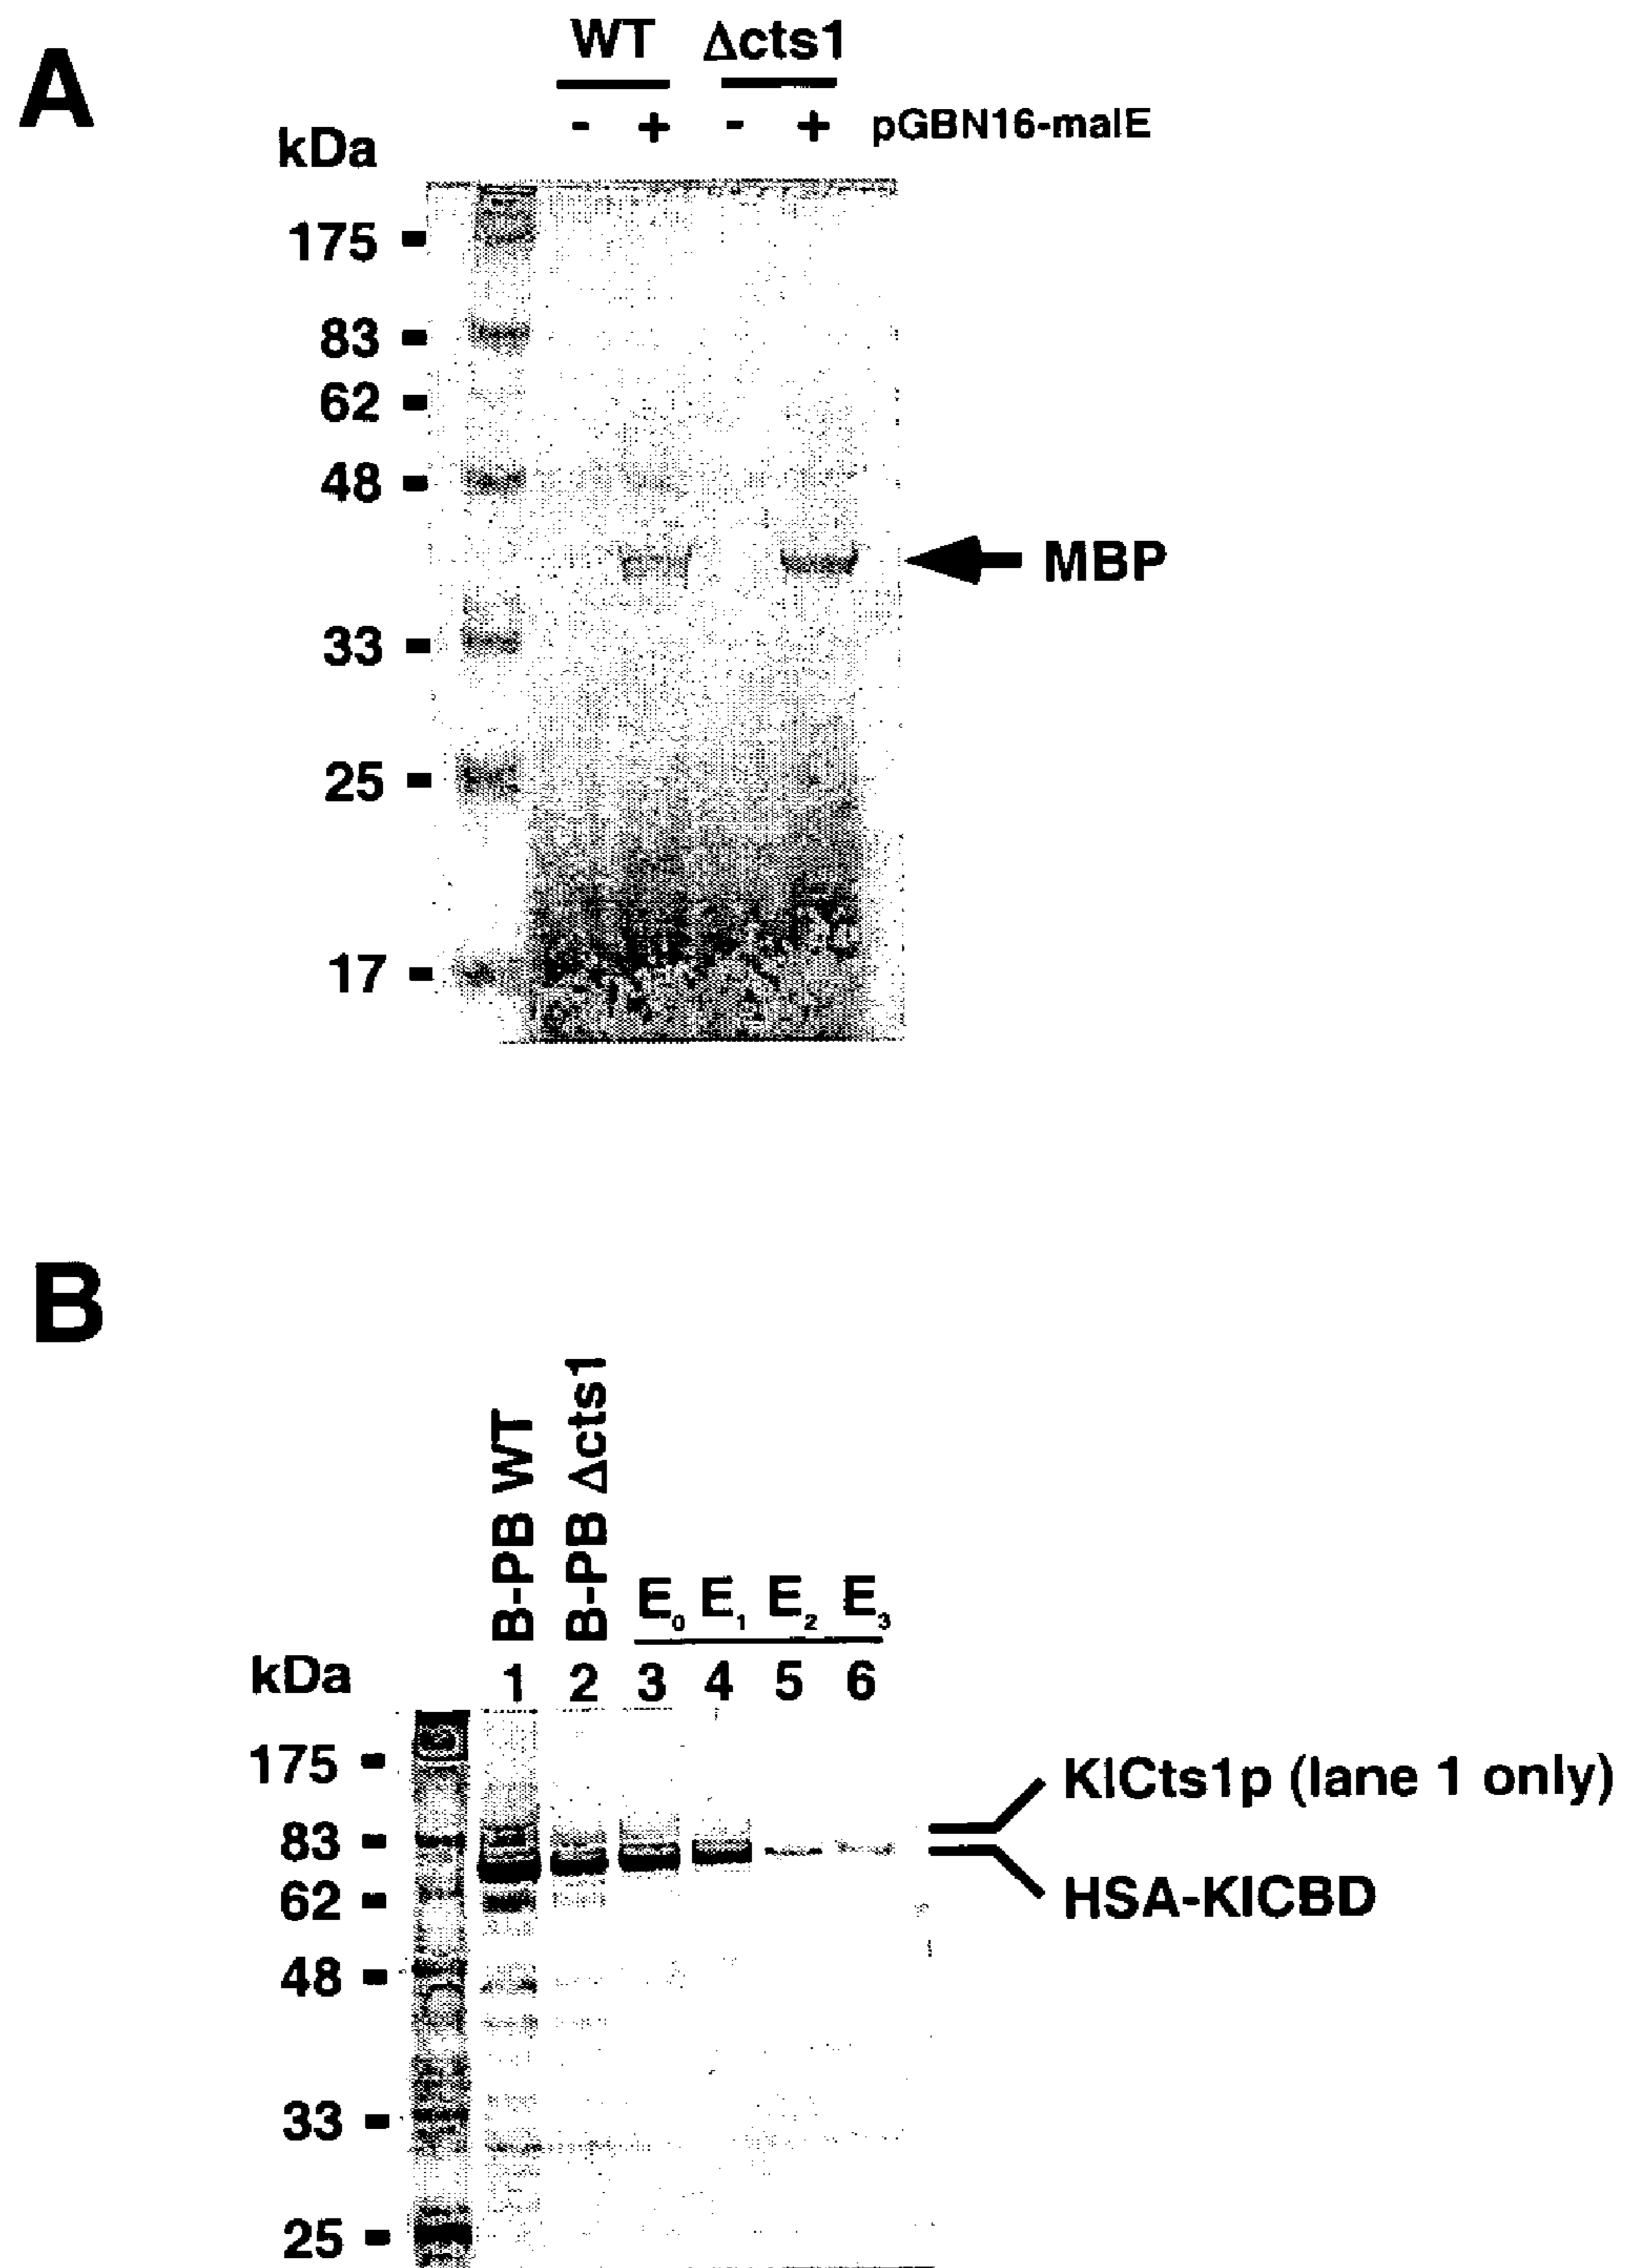 A
WT Δcts1
- + - + pGBN16-malE
kDa
175
83
62
48
MBP
33
25
17
B
B-PB WT
B-PB Δcts1
E0 E1 E2 E3
kDa 1 2 3 4 5 6
175
KlCts1p (lane 1 only)
83
HSA-KlCBD
62
48
33
25